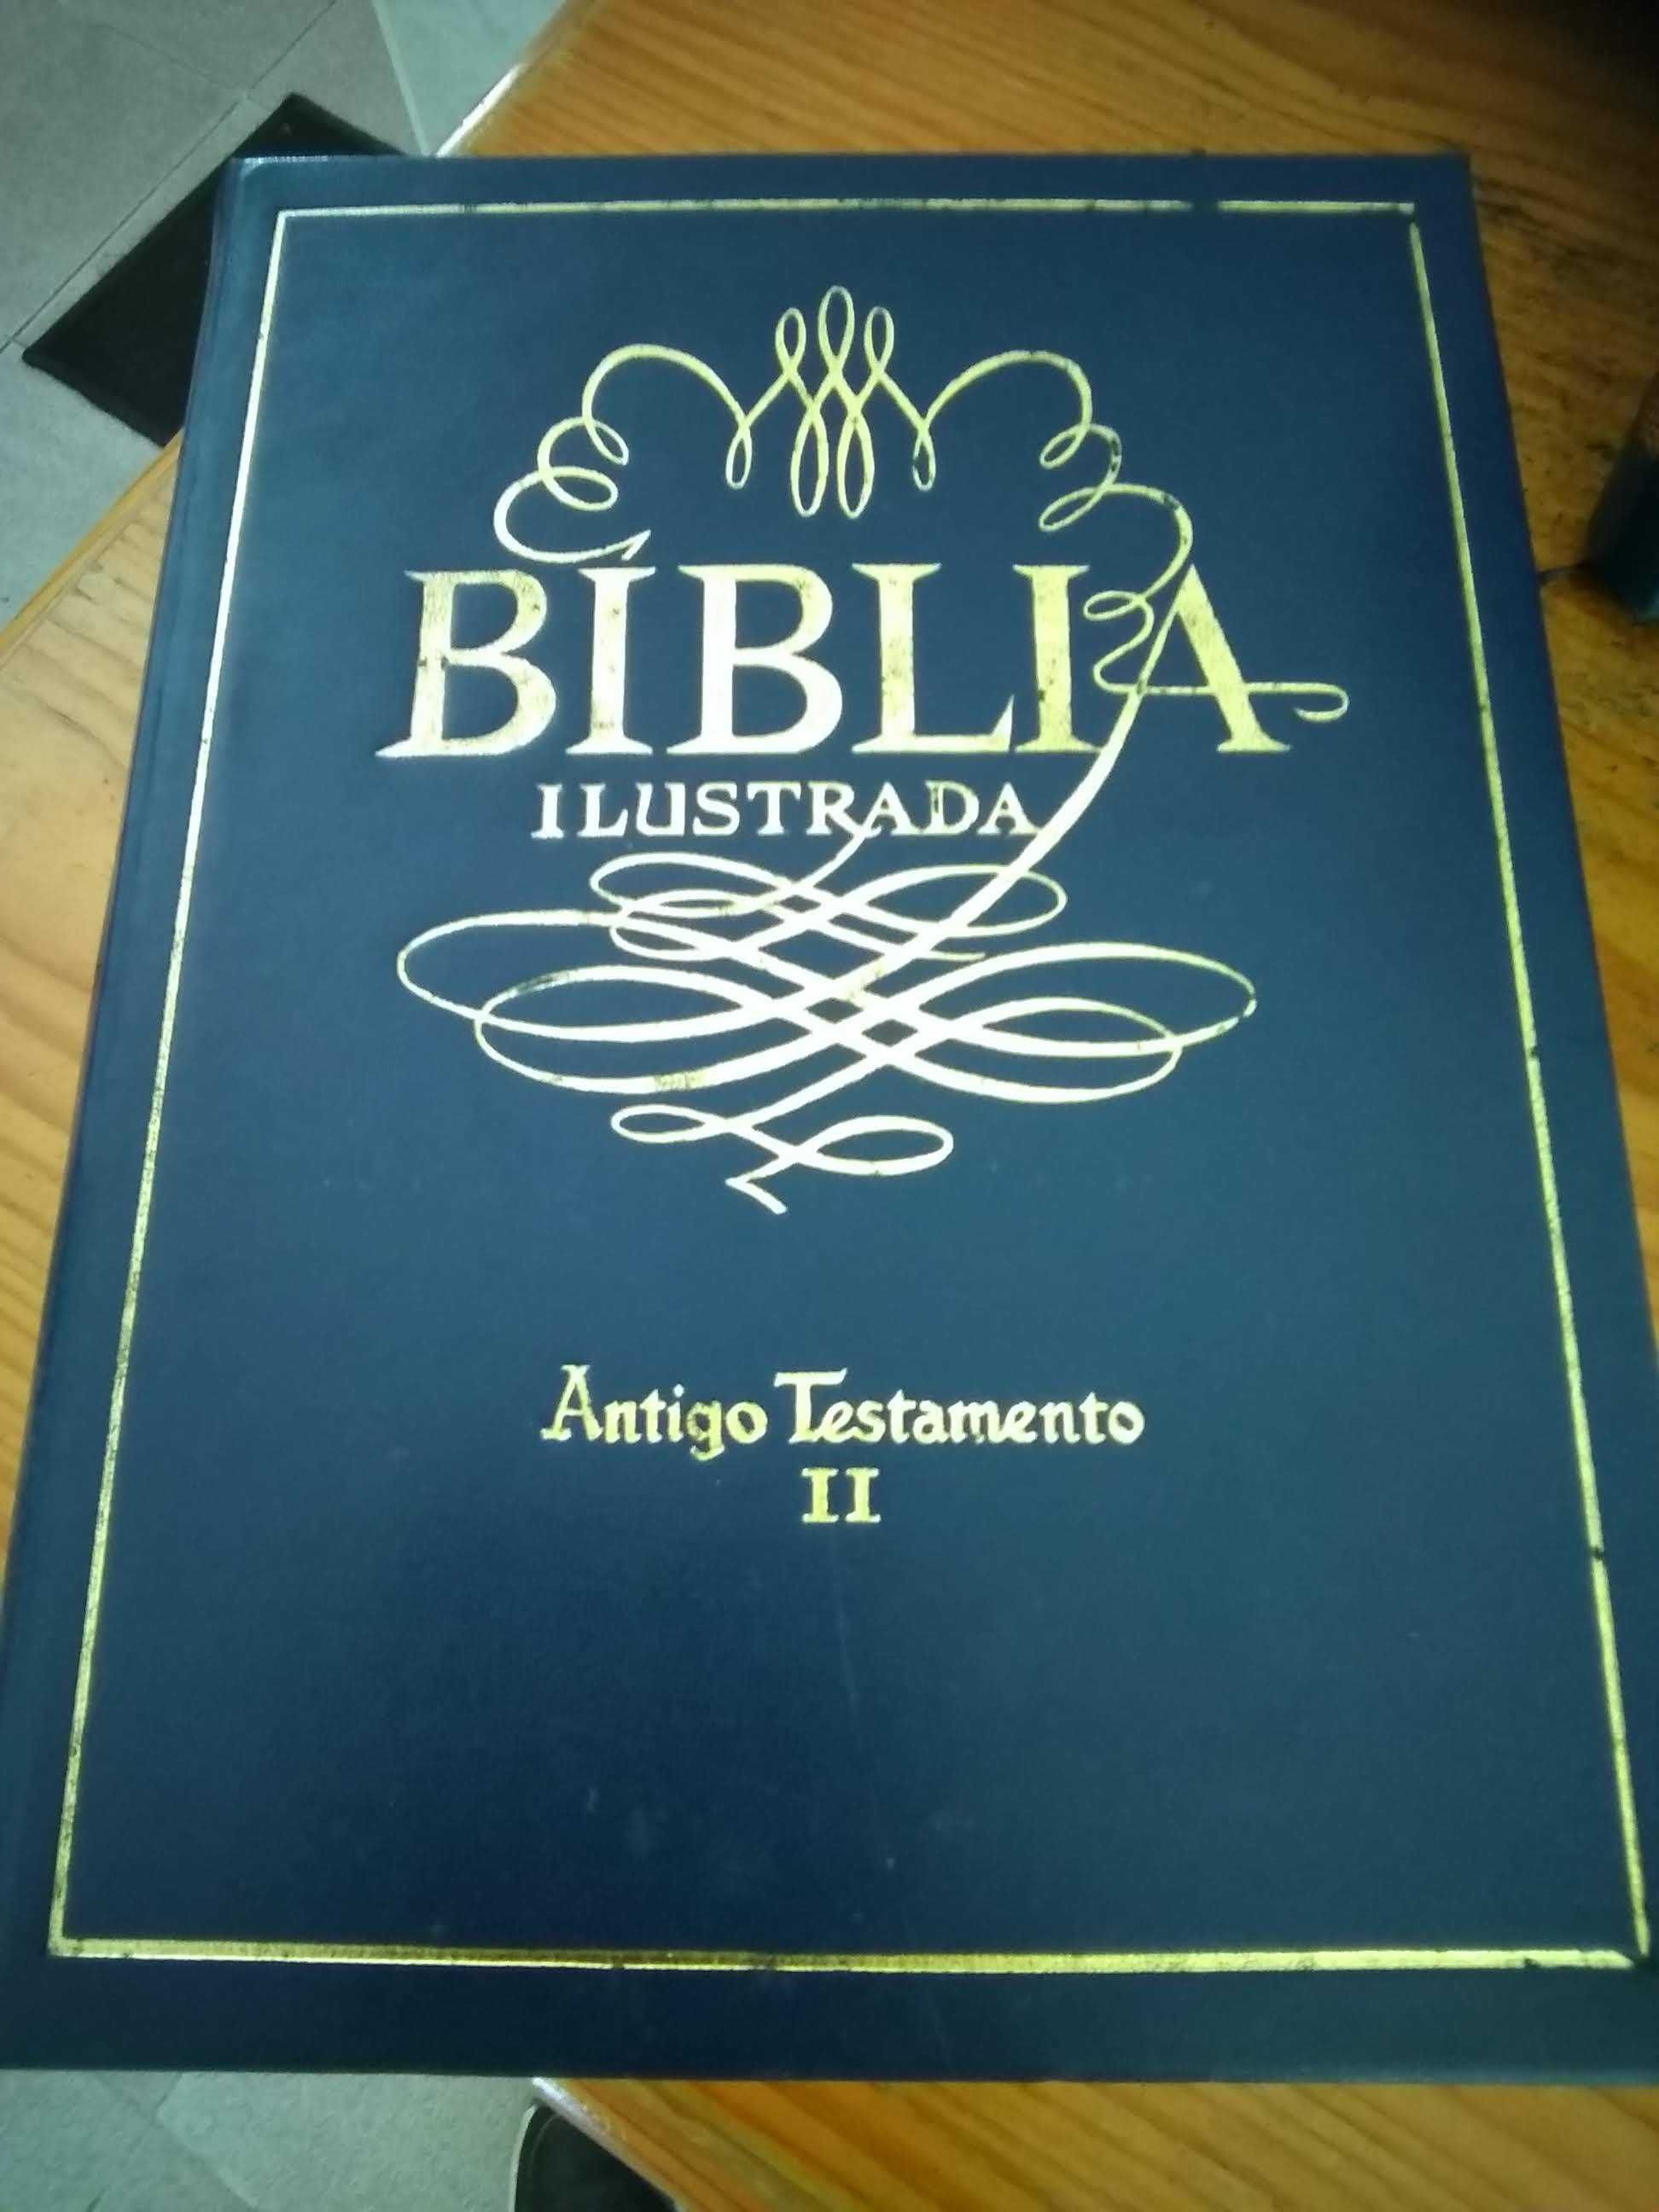 BÍBLIA
ILUSTRADA
Antigo Testamento
II